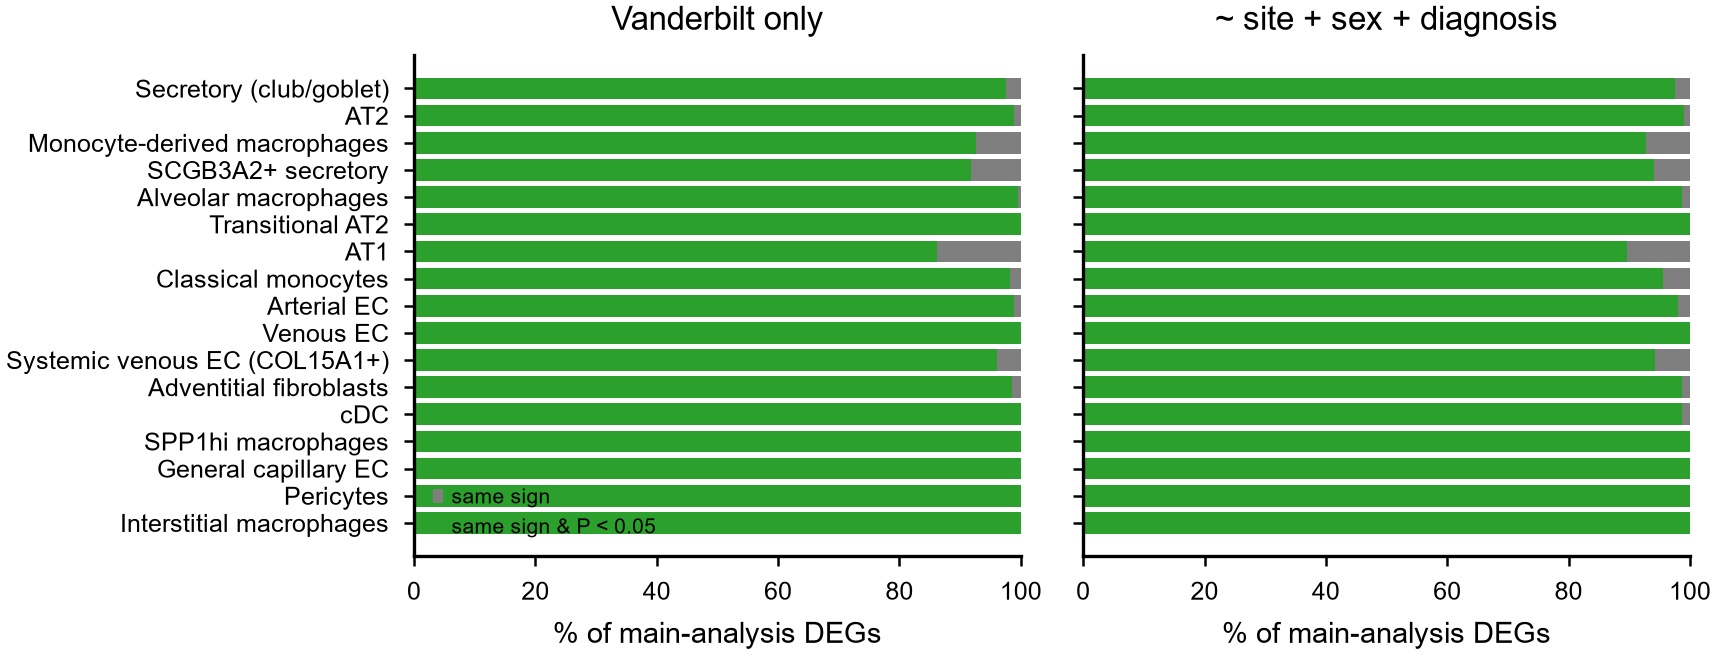 Vanderbilt only
~ site + sex + diagnosis
Secretory (club/goblet)
AT2
Monocyte-derived macrophages
SCGB3A2+ secretory
Alveolar macrophages
Transitional AT2
AT1
Classical monocytes
Arterial EC
Venous EC
Systemic venous EC (COL15A1+)
Adventitial fibroblasts
cDC
SPP1hi macrophages
General capillary EC
Pericytes
Interstitial macrophages
same sign
same sign & P < 0.05
0 20 40 60 80 100
0 20 40 60 80 100
% of main-analysis DEGs
% of main-analysis DEGs